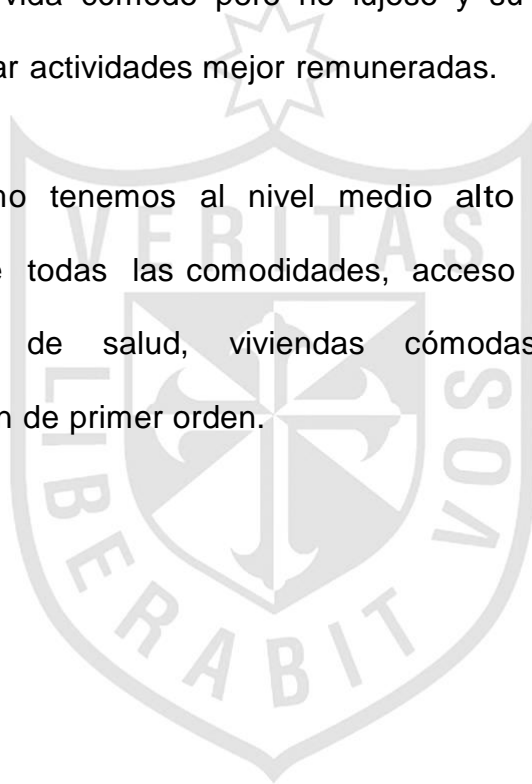 vida cómodo pero no lujoso y su
ar actividades mejor remuneradas.
no tenemos al nivel medio alto
e todas las comodidades, acceso
de salud, viviendas cómodas
n de primer orden.
VERITAS
LIBERABIT VOS